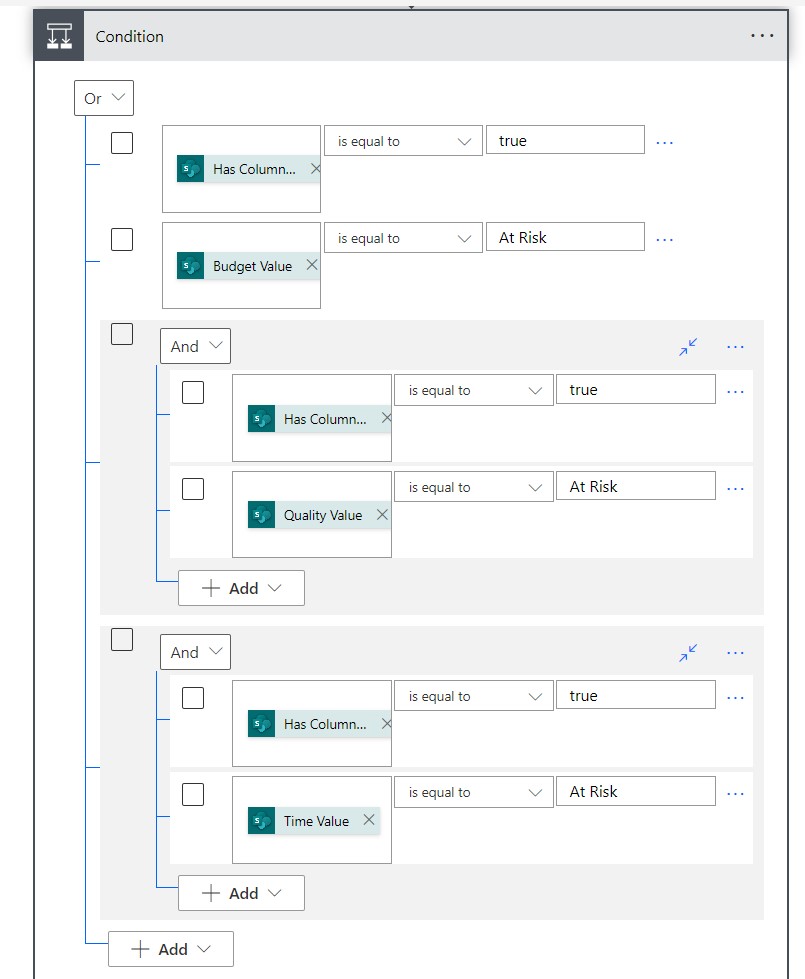 Condition
Or
Has Column... is equal to true
Budget Value is equal to At Risk
And
Has Column... is equal to true
Quality Value is equal to At Risk
Add
And
Has Column... is equal to true
Time Value is equal to At Risk
Add
Add